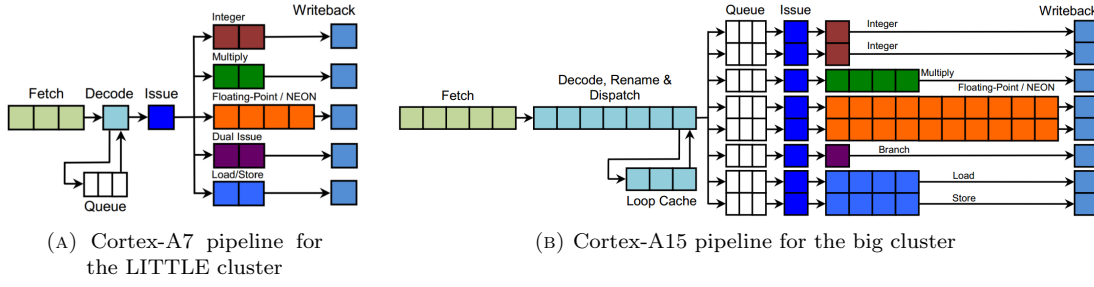 Writeback
Integer
Multiply
Fetch
Decode
Issue
Floating-Point / NEON
Dual Issue
Load/Store
Queue
(A) Cortex-A7 pipeline for
the LITTLE cluster
Queue
Issue
Writeback
Integer
Integer
Decode, Rename &
Dispatch
Multiply
Floating-Point / NEON
Fetch
Branch
Loop Cache
Load
Store
(B) Cortex-A15 pipeline for the big cluster